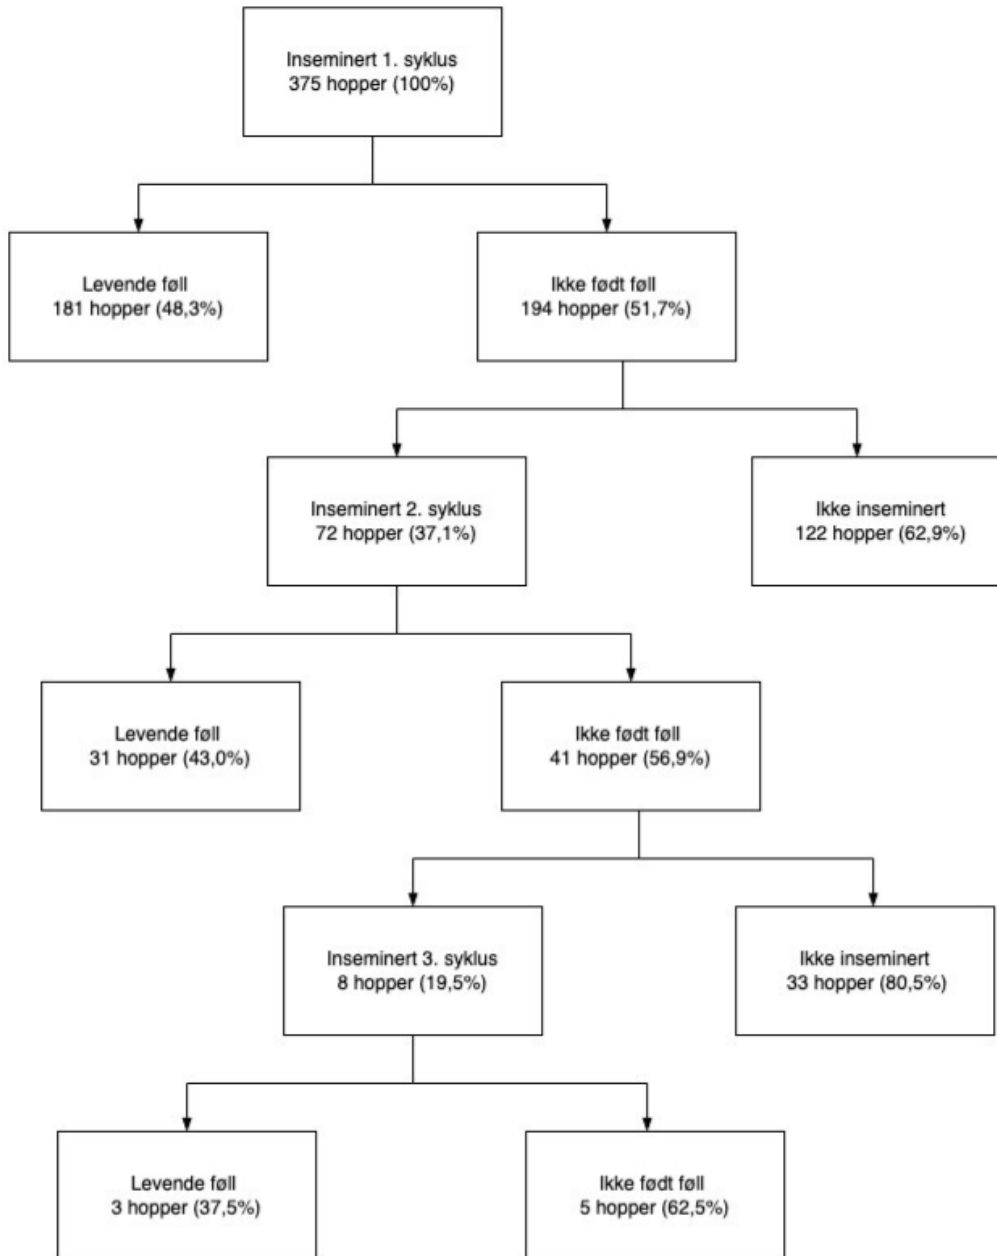 Inseminert 1. syklus
375 hopper (100%)
Levende føll
181 hopper (48,3%)
Ikke født føll
194 hopper (51,7%)
Inseminert 2. syklus
72 hopper (37,1%)
Ikke inseminert
122 hopper (62,9%)
Levende føll
31 hopper (43,0%)
Ikke født føll
41 hopper (56,9%)
Inseminert 3. syklus
8 hopper (19,5%)
Ikke inseminert
33 hopper (80,5%)
Levende føll
3 hopper (37,5%)
Ikke født føll
5 hopper (62,5%)